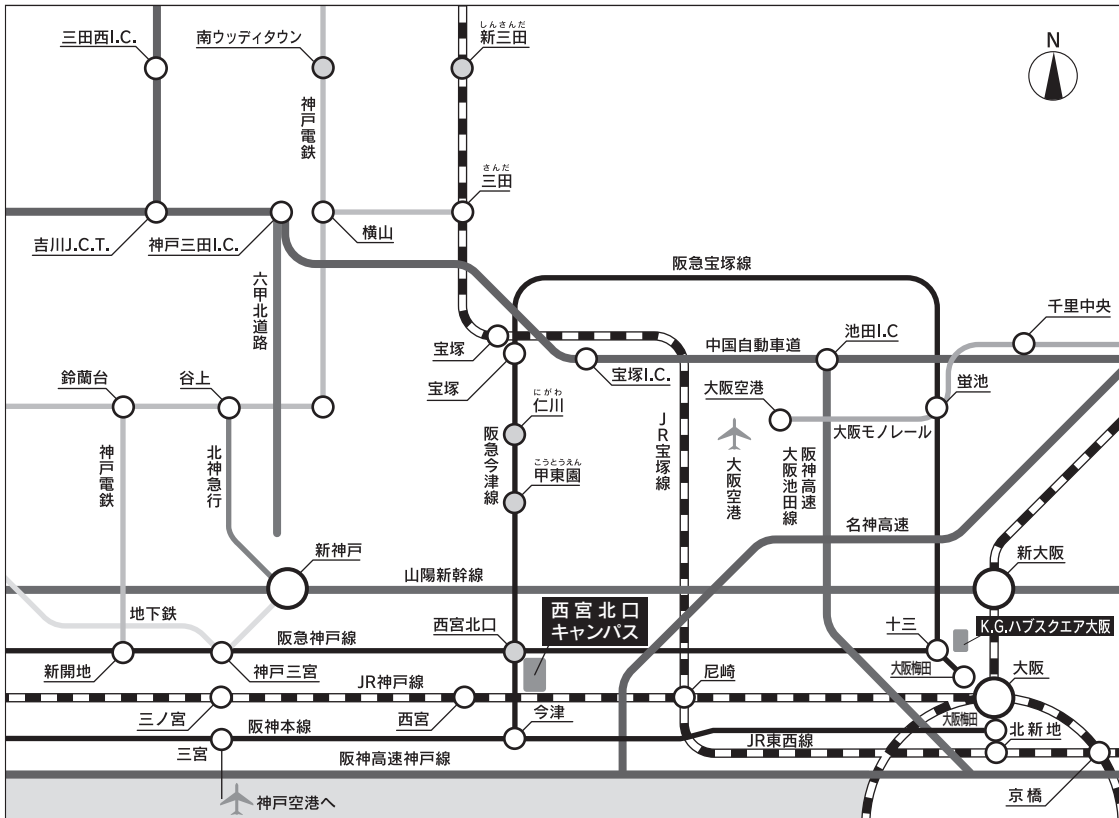 三田西I.C.
南ウッディタウン
しんさんだ
新三田
N
神戸電鉄
さんだ
三田
吉川J.C.T.
神戸三田I.C.
横山
六甲北道路
阪急宝塚線
千里中央
宝塚
中国自動車道
池田I.C
宝塚I.C.
鈴蘭台
谷上
宝塚
にがわ
仁川
大阪空港
蛍池
大阪モノレール
神戸電鉄
北神急行
阪急今津線
こうとうえん
甲東園
JR宝塚線
大阪空港
阪神高速
大阪池田線
名神高速
新神戸
山陽新幹線
新大阪
地下鉄
西宮北口
キャンパス
阪急神戸線
西宮北口
十三
K.G.ハブスクエア大阪
新開地
神戸三宮
大阪梅田
大阪
JR神戸線
尼崎
三ノ宮
西宮
今津
大阪梅田
阪神本線
北新地
JR東西線
三宮
阪神高速神戸線
京橋
神戸空港へ